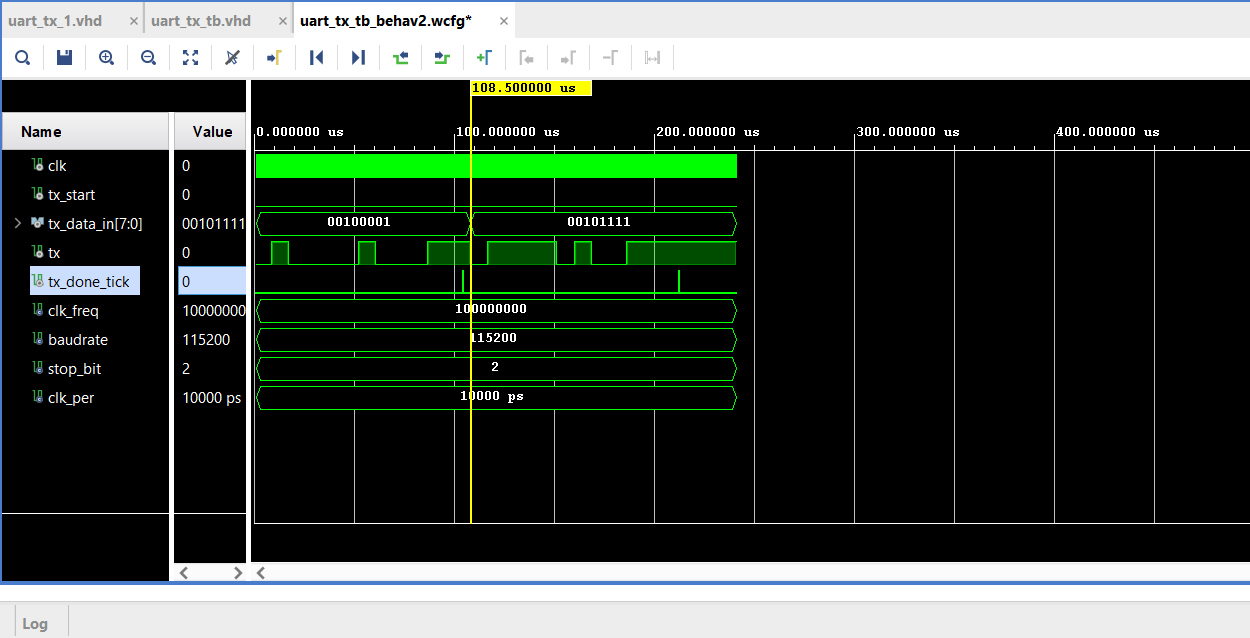 uart_tx_1.vhd × uart_tx_tb.vhd × uart_tx_tb_behav2.wcfg* ×
108.500000 us
Name Value 0.000000 us 100.000000 us 200.000000 us 300.000000 us 400.000000 us
clk 0
tx_start 0
tx_data_in[7:0] 00101111 00100001 00101111
tx 0
tx_done_tick 0
clk_freq 10000000 100000000
baudrate 115200 115200
stop_bit 2 2
clk_per 10000 ps 10000 ps
Log